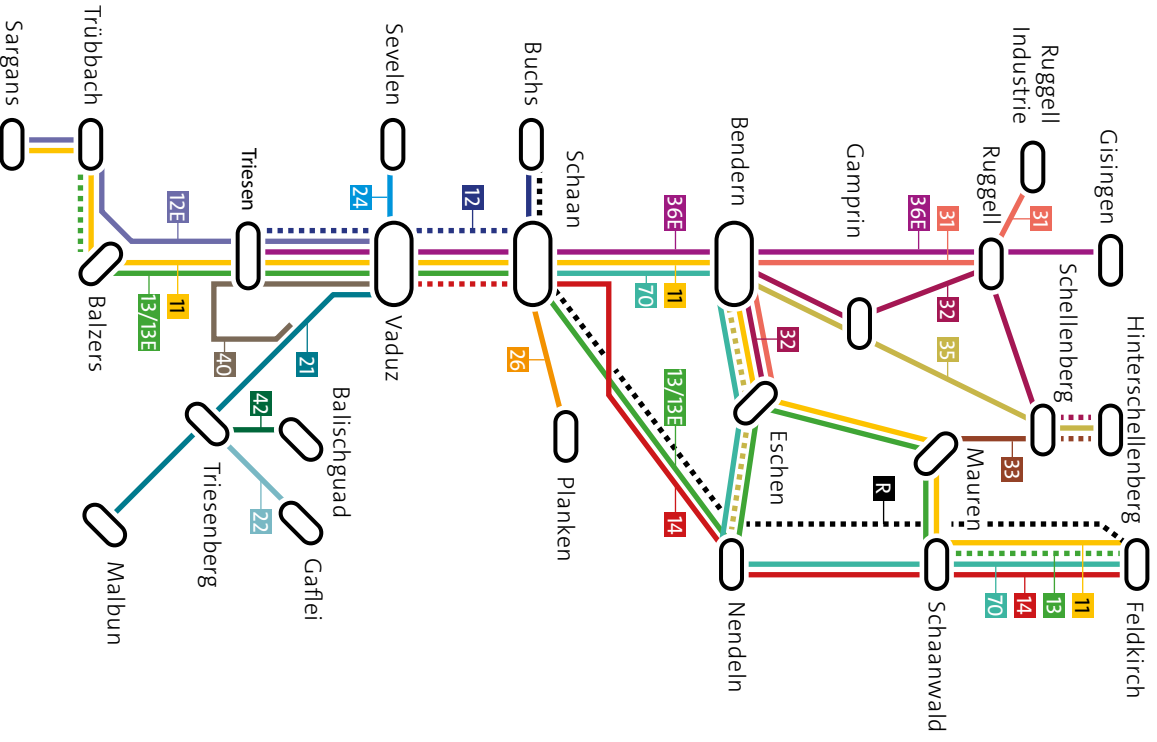 Hinterschellenberg
Feldkirch
Gisingen
11
Schellenberg
13
Ruggell
Industrie
31
14
33
70
Ruggell
Mauren
31
32
35
Schaanwald
36E
R
Gamprin
32
Eschen
Bendern
Nendeln
36E
11
13/13E
14
70
Schaan
Planken
Buchs
26
12
Sevelen
Vaduz
24
Balischguad
Gaflei
21
42
22
Triesen
40
Triesenberg
12E
11
13/13E
Malbun
Balzers
Trübbach
Sargans